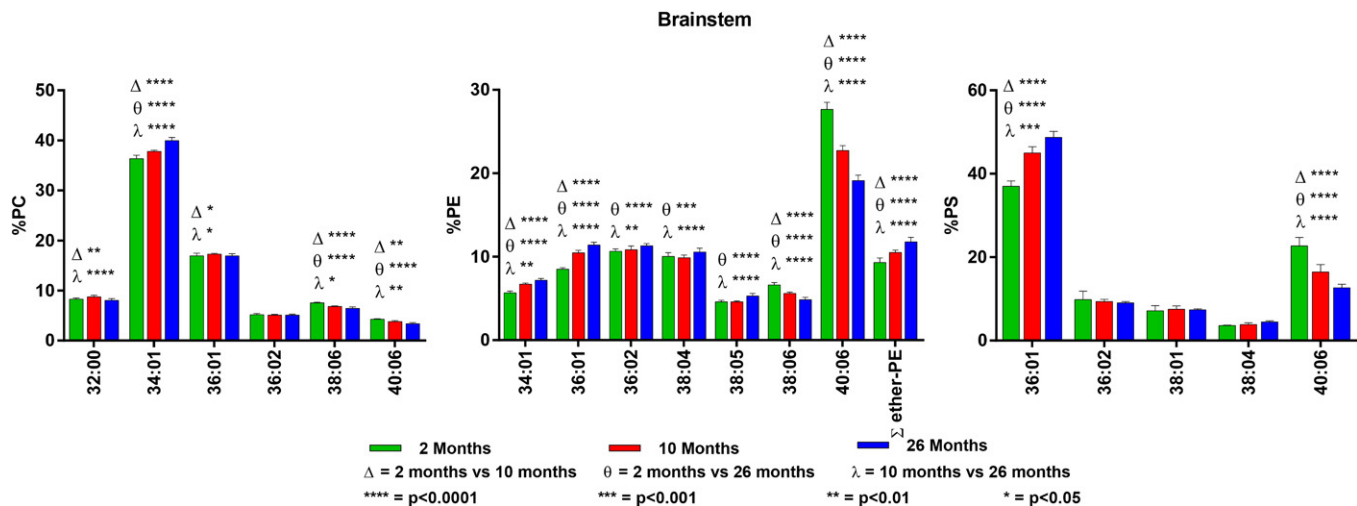 Brainstem
%PC
50
40
30
20
10
0
Δ **
λ ****
Δ ****
θ ****
λ ****
Δ *
λ *
Δ ****
θ ****
λ *
Δ **
θ ****
λ **
32:00
34:01
36:01
36:02
38:06
40:06
%PE
30
20
10
0
Δ ****
θ ****
λ **
Δ ****
θ ****
λ ****
θ ****
λ **
θ ***
λ ****
θ ****
λ ****
Δ ****
θ ****
λ ****
Δ ****
θ ****
λ ****
Δ ****
θ ****
λ ****
34:01
36:01
36:02
38:04
38:05
38:06
40:06
Σ ether-PE
%PS
60
40
20
0
Δ ****
θ ****
λ ***
Δ ****
θ ****
λ ****
36:01
36:02
38:01
38:04
40:06
2 Months 10 Months 26 Months
Δ = 2 months vs 10 months θ = 2 months vs 26 months λ = 10 months vs 26 months
**** = p<0.0001 *** = p<0.001 ** = p<0.01 * = p<0.05